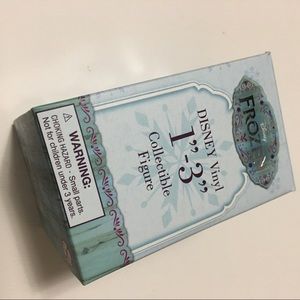 FROZ
DISNEY Vinyl
1"-3"
Collectible
Figure
WARNING:
CHOKING HAZARD - Small parts.
Not for children under 3 years.